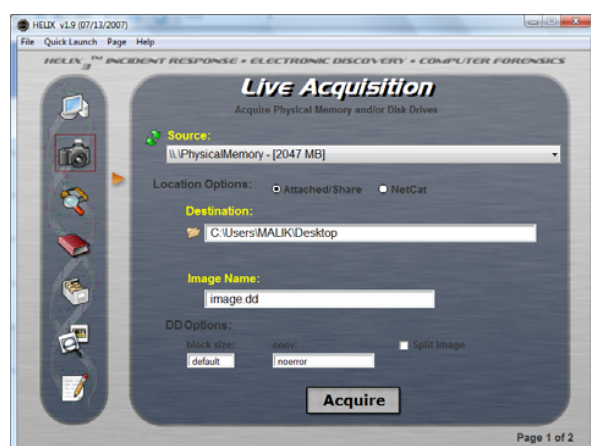 HELIX v1.9 (07/13/2007)
File Quick Launch Page Help
HELIX3™ INCIDENT RESPONSE • ELECTRONIC DISCOVERY • COMPUTER FORENSICS
Live Acquisition
Acquire Physical Memory and/or Disk Drives
Source:
\\.\PhysicalMemory - [2047 MB]
Location Options: Attached/Share NetCat
Destination:
C:\Users\MALIK\Desktop
Image Name:
image.dd
DD Options:
block size: conv: Split Image
default noerror
Acquire
Page 1 of 2